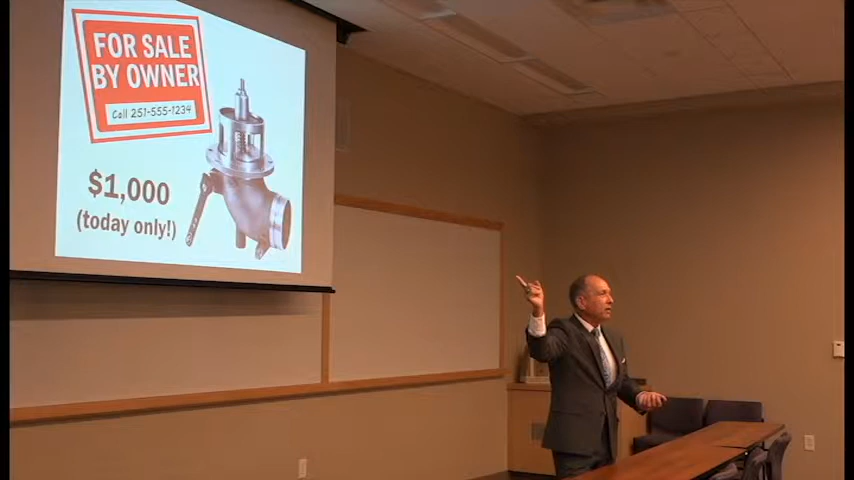 FOR SALE
BY OWNER
Call 251-555-1234
$1,000
(today only!)